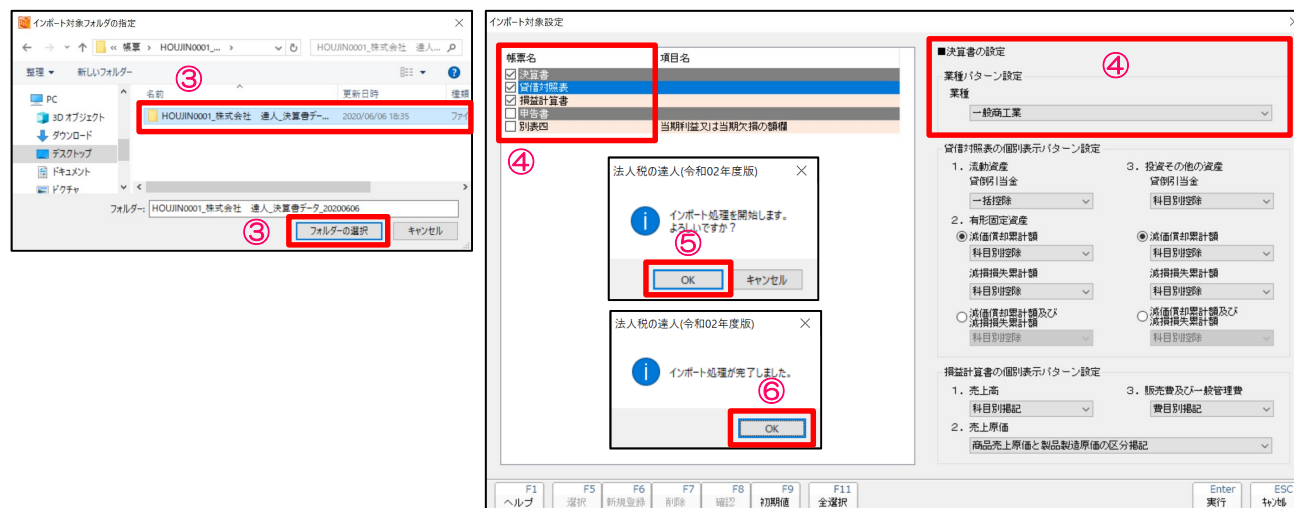 インポート対象フォルダの指定
« 帳票 › HOUJIN0001_... ›
HOUJIN0001_株式会社 達人...
整理 新しいフォルダー
③
PC
3D オブジェクト
ダウンロード
デスクトップ
ドキュメント
ピクチャ
名前 更新日時 種類
HOUJIN0001_株式会社 達人_決算書デー... 2020/06/06 18:35 ファイ
フォルダー: HOUJIN0001_株式会社 達人_決算書データ_20200606
③
フォルダーの選択 キャンセル
インポート対象設定
帳票名 項目名
決算書
貸借対照表
損益計算書
申告書
別表四 当期利益又は当期欠損の額欄
④
法人税の達人(令和02年度版)
インポート処理を開始します。
よろしいですか？
⑤
OK キャンセル
法人税の達人(令和02年度版)
インポート処理が完了しました。
⑥
OK
■決算書の設定
④
業種パターン設定
業種
一般商工業
貸借対照表の個別表示パターン設定
1．流動資産
貸倒引当金
一括控除
2．有形固定資産
減価償却累計額
科目別控除
減損損失累計額
科目別控除
減価償却累計額及び
減損損失累計額
科目別控除
3．投資その他の資産
貸倒引当金
科目別控除
減価償却累計額
科目別控除
減損損失累計額
科目別控除
減価償却累計額及び
減損損失累計額
科目別控除
損益計算書の個別表示パターン設定
1．売上高
科目別掲記
2．売上原価
商品売上原価と製品製造原価の区分掲記
3．販売費及び一般管理費
費目別掲記
F1 F5 F6 F7 F8 F9 F11 Enter ESC
ヘルプ 選択 新規登録 削除 確認 初期値 全選択 実行 キャンセル